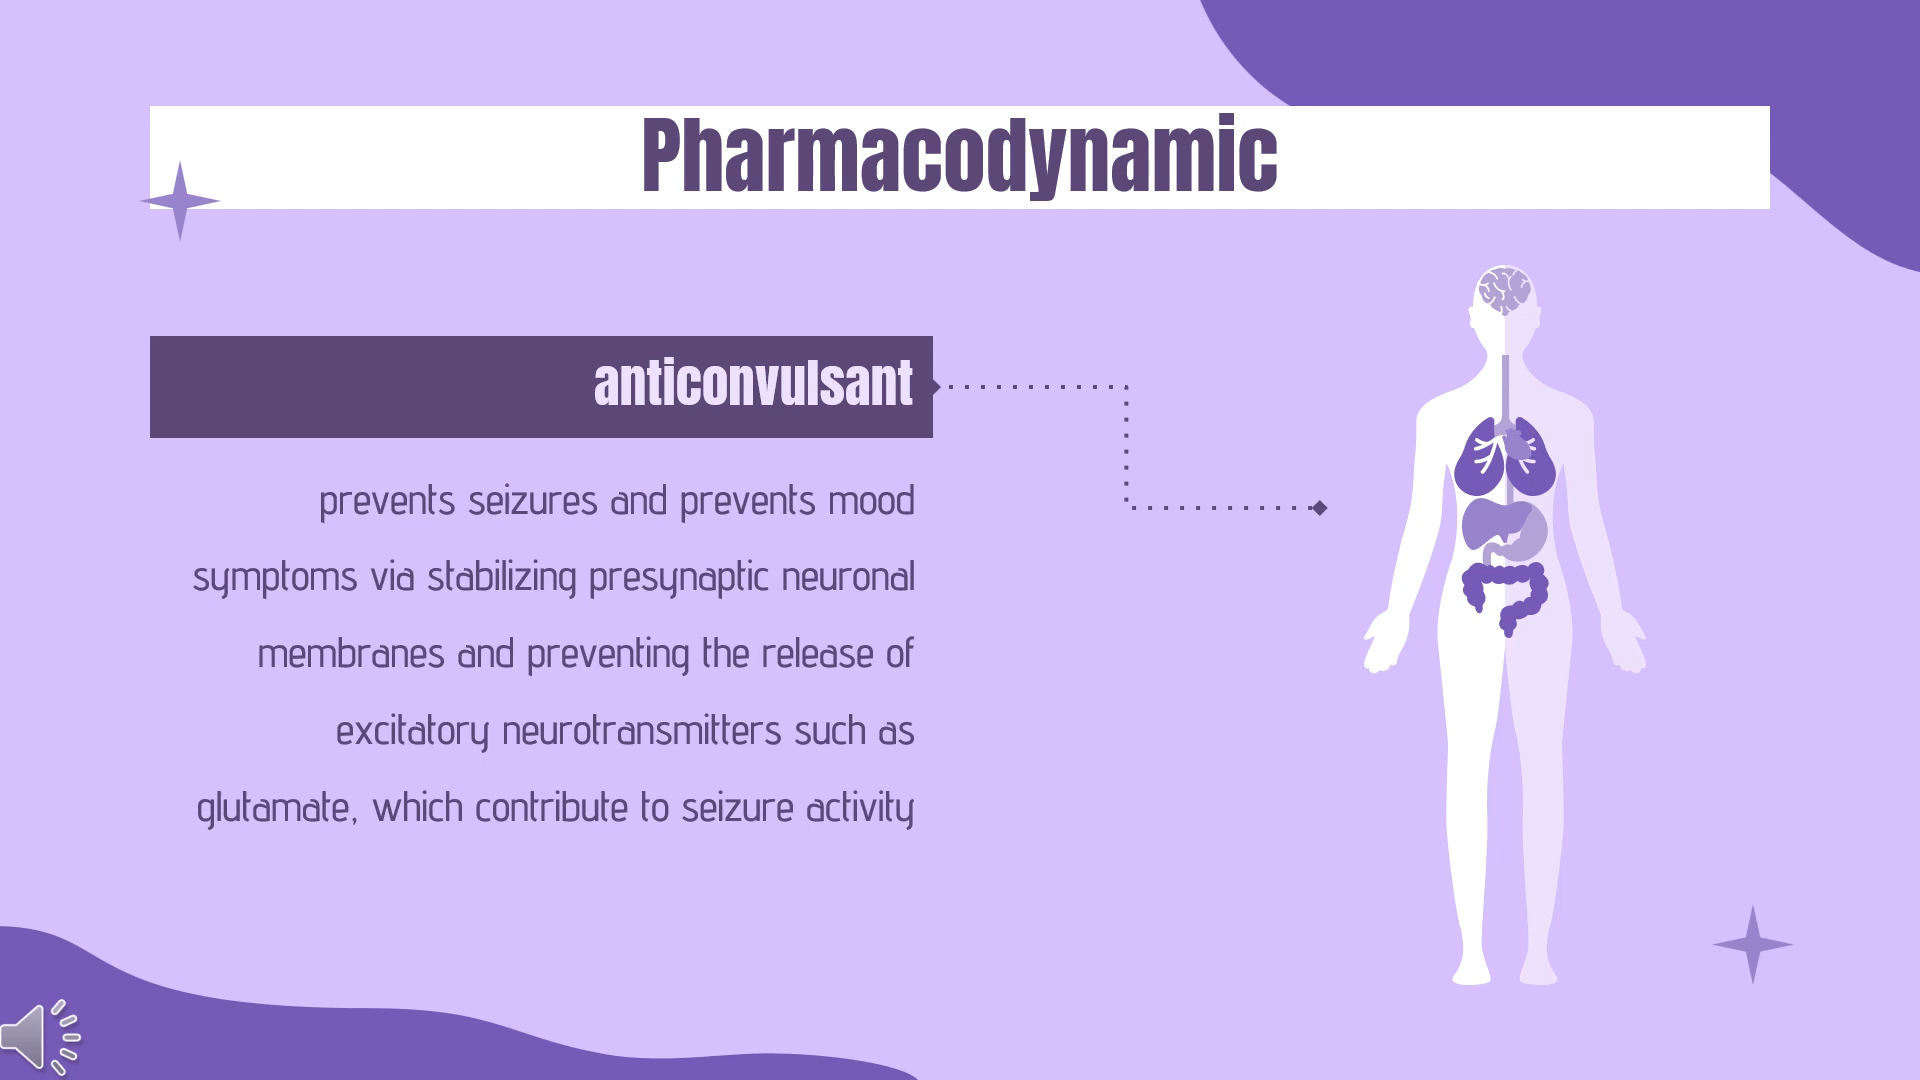 Pharmacodynamic
anticonvulsant
prevents seizures and prevents mood
symptoms via stabilizing presynaptic neuronal
membranes and preventing the release of
excitatory neurotransmitters such as
glutamate, which contribute to seizure activity